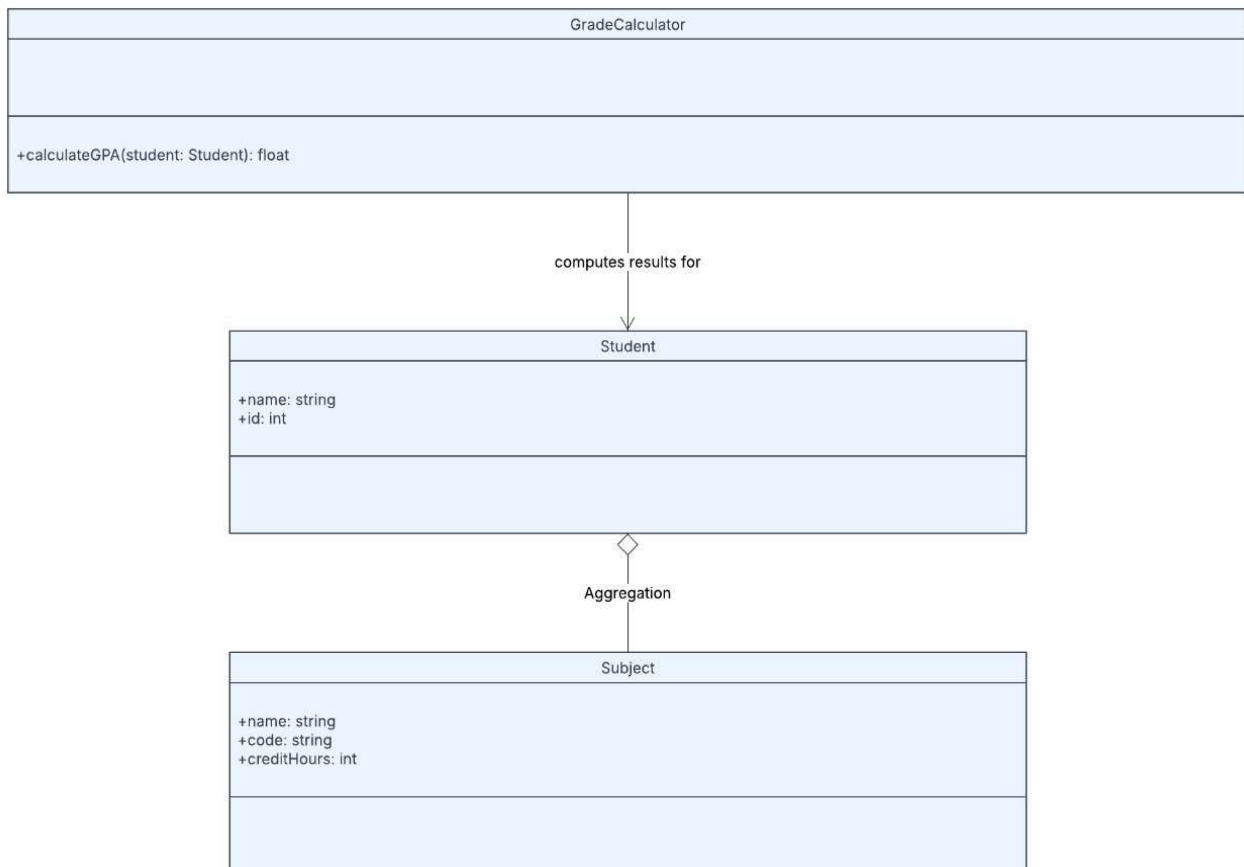 GradeCalculator
+calculateGPA(student: Student): float
computes results for
Student
+name: string
+id: int
Aggregation
Subject
+name: string
+code: string
+creditHours: int